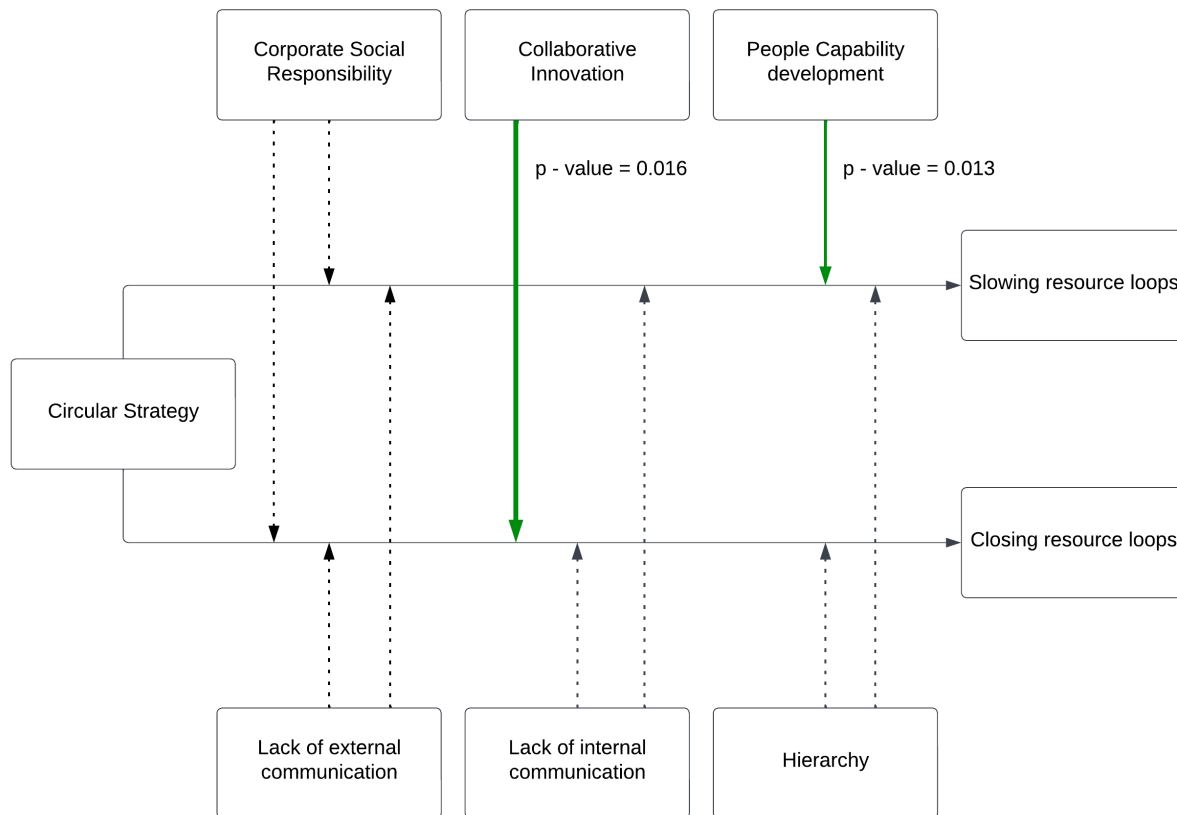 Corporate Social
Responsibility
Collaborative
Innovation
People Capability
development
p - value = 0.016
p - value = 0.013
Slowing resource loops
Circular Strategy
Closing resource loops
Lack of external
communication
Lack of internal
communication
Hierarchy